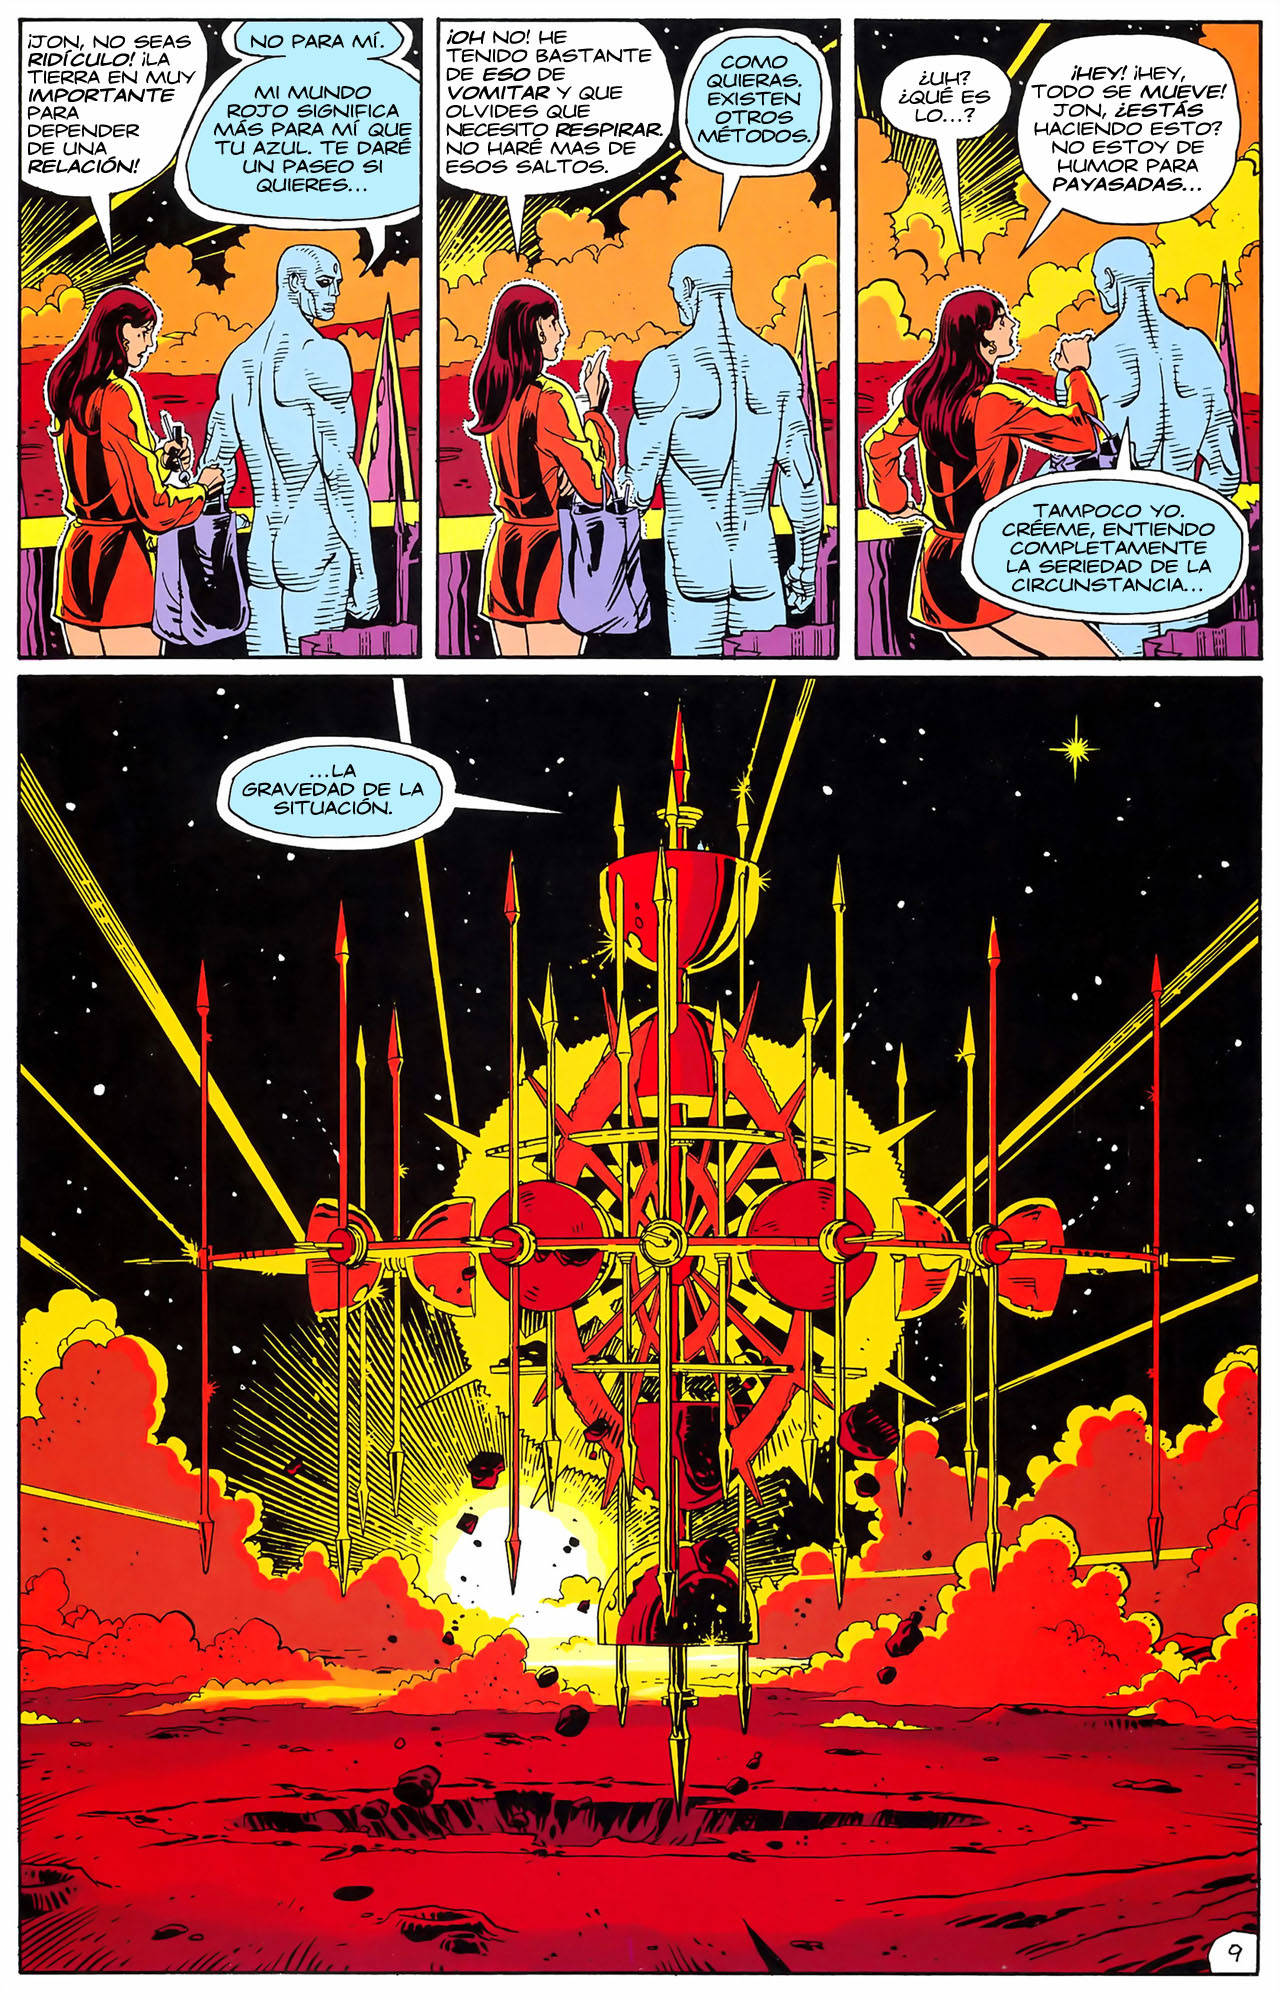 ¡JON, NO SEAS
RIDÍCULO! ¡LA
TIERRA EN MUY
IMPORTANTE
PARA
DEPENDER
DE UNA
RELACIÓN!
NO PARA MÍ.
MI MUNDO
ROJO SIGNIFICA
MÁS PARA MÍ QUE
TU AZUL. TE DARÉ
UN PASEO SI
QUIERES...
¡OH NO! HE
TENIDO BASTANTE
DE ESO DE
VOMITAR Y QUE
OLVIDES QUE
NECESITO RESPIRAR.
NO HARÉ MAS DE
ESOS SALTOS.
COMO
QUIERAS.
EXISTEN
OTROS
MÉTODOS.
¿UH?
¿QUÉ ES
LO...?
¡HEY! ¡HEY,
TODO SE MUEVE!
JON, ¿ESTÁS
HACIENDO ESTO?
NO ESTOY DE
HUMOR PARA
PAYASADAS...
TAMPOCO YO.
CRÉEME, ENTIENDO
COMPLETAMENTE
LA SERIEDAD DE LA
CIRCUNSTANCIA...
...LA
GRAVEDAD DE LA
SITUACIÓN.
9